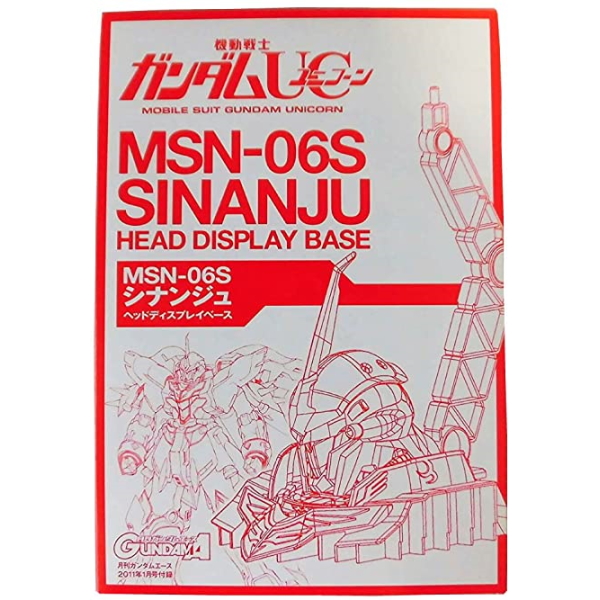 機動戦士
ガンダムUC
ユニコーン
MOBILE SUIT GUNDAM UNICORN
MSN-06S
SINANJU
HEAD DISPLAY BASE
MSN-06S
シナンジュ
ヘッドディスプレイベース
GUNDAM A
月刊ガンダムエース
2011年1月号付録